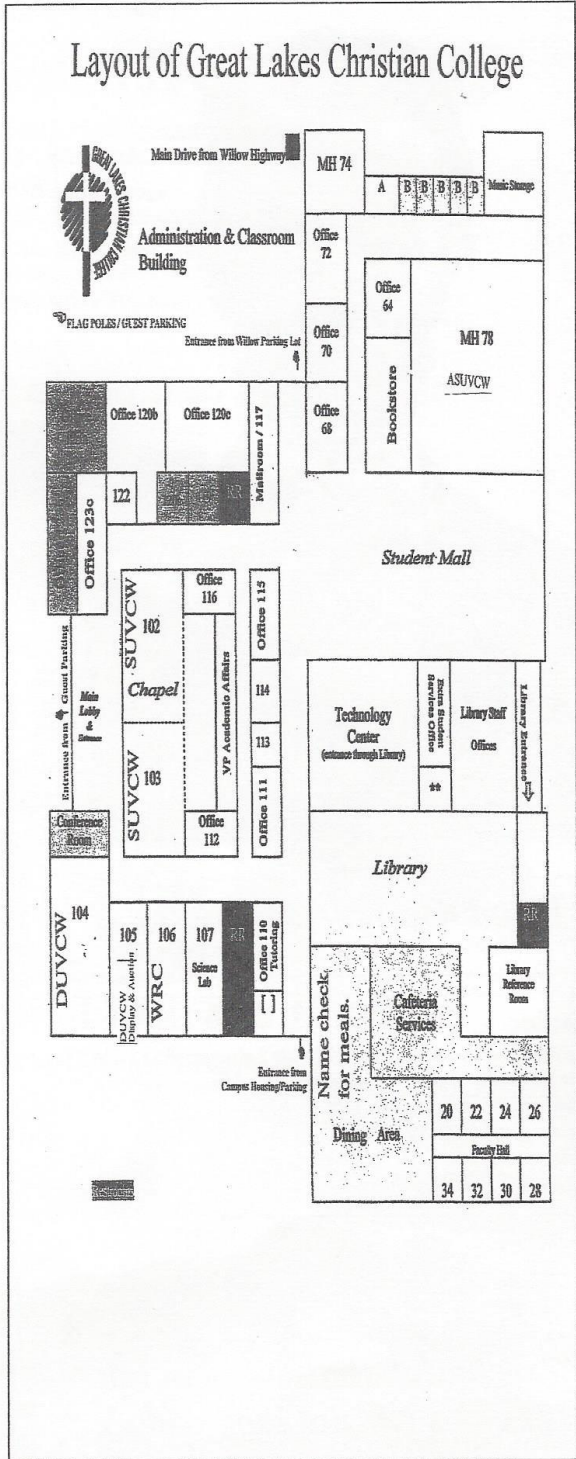 Layout of Great Lakes Christian College
GREAT LAKES CHRISTIAN COLLEGE
Main Drive from Willow Highway
MH 74
A
B
B
B
B
B
Music Storage
Administration & Classroom
Building
Office
72
FLAG POLES / GUEST PARKING
Entrance from Willow Parking Lot
Office
70
Office
64
MH 78
ASUVCW
Bookstore
Office
68
Office 120b
Office 120c
Mailroom / 117
122
RR
Office 123c
Student Mall
SUVCW
102
Office
116
Office 115
Chapel
VP Academic Affairs
114
113
SUVCW
103
Office
112
Office 111
Entrance from Guest Parking
Main
Lobby
&
Entrance
Conference
Room
Technology
Center
(entrance through Library)
Extra Student
Services Office
**
Library Staff
Offices
Library Entrance
Library
RR
DUVCW
104
105
DUVCW
Display & Auction
106
WRC
107
Science
Lab
RR
Office 110
Tutoring
[ ]
Name check
for meals.
Cafeteria
Services
Library
Reference
Room
Entrance from
Campus Housing/Parking
Dining Area
20
22
24
26
Faculty Hall
34
32
30
28
Restrooms